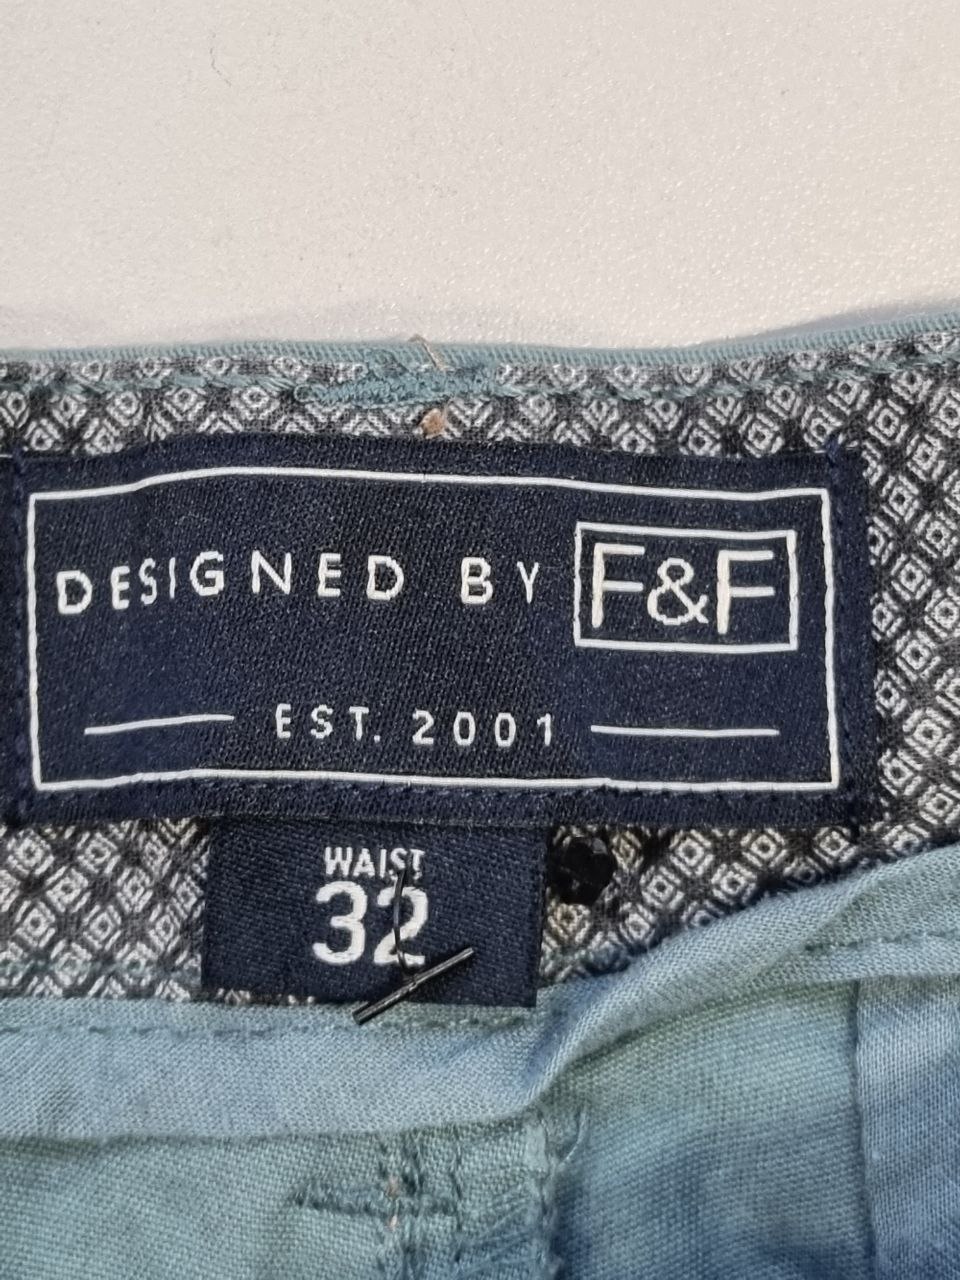 DESIGNED BY F&F
EST. 2001
WAIST
32